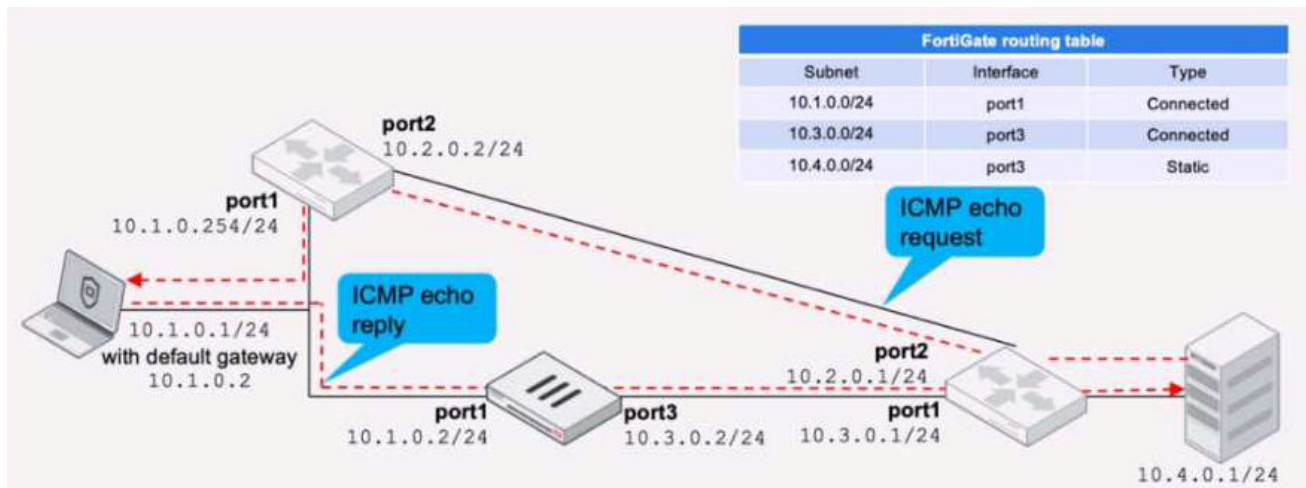 FortiGate routing table
Subnet Interface Type
10.1.0.0/24 port1 Connected
10.3.0.0/24 port3 Connected
10.4.0.0/24 port3 Static
port2
10.2.0.2/24
port1
10.1.0.254/24
ICMP echo
request
ICMP echo
reply
10.1.0.1/24
with default gateway
10.1.0.2
port1
10.1.0.2/24
port3
10.3.0.2/24
port2
10.2.0.1/24
port1
10.3.0.1/24
10.4.0.1/24